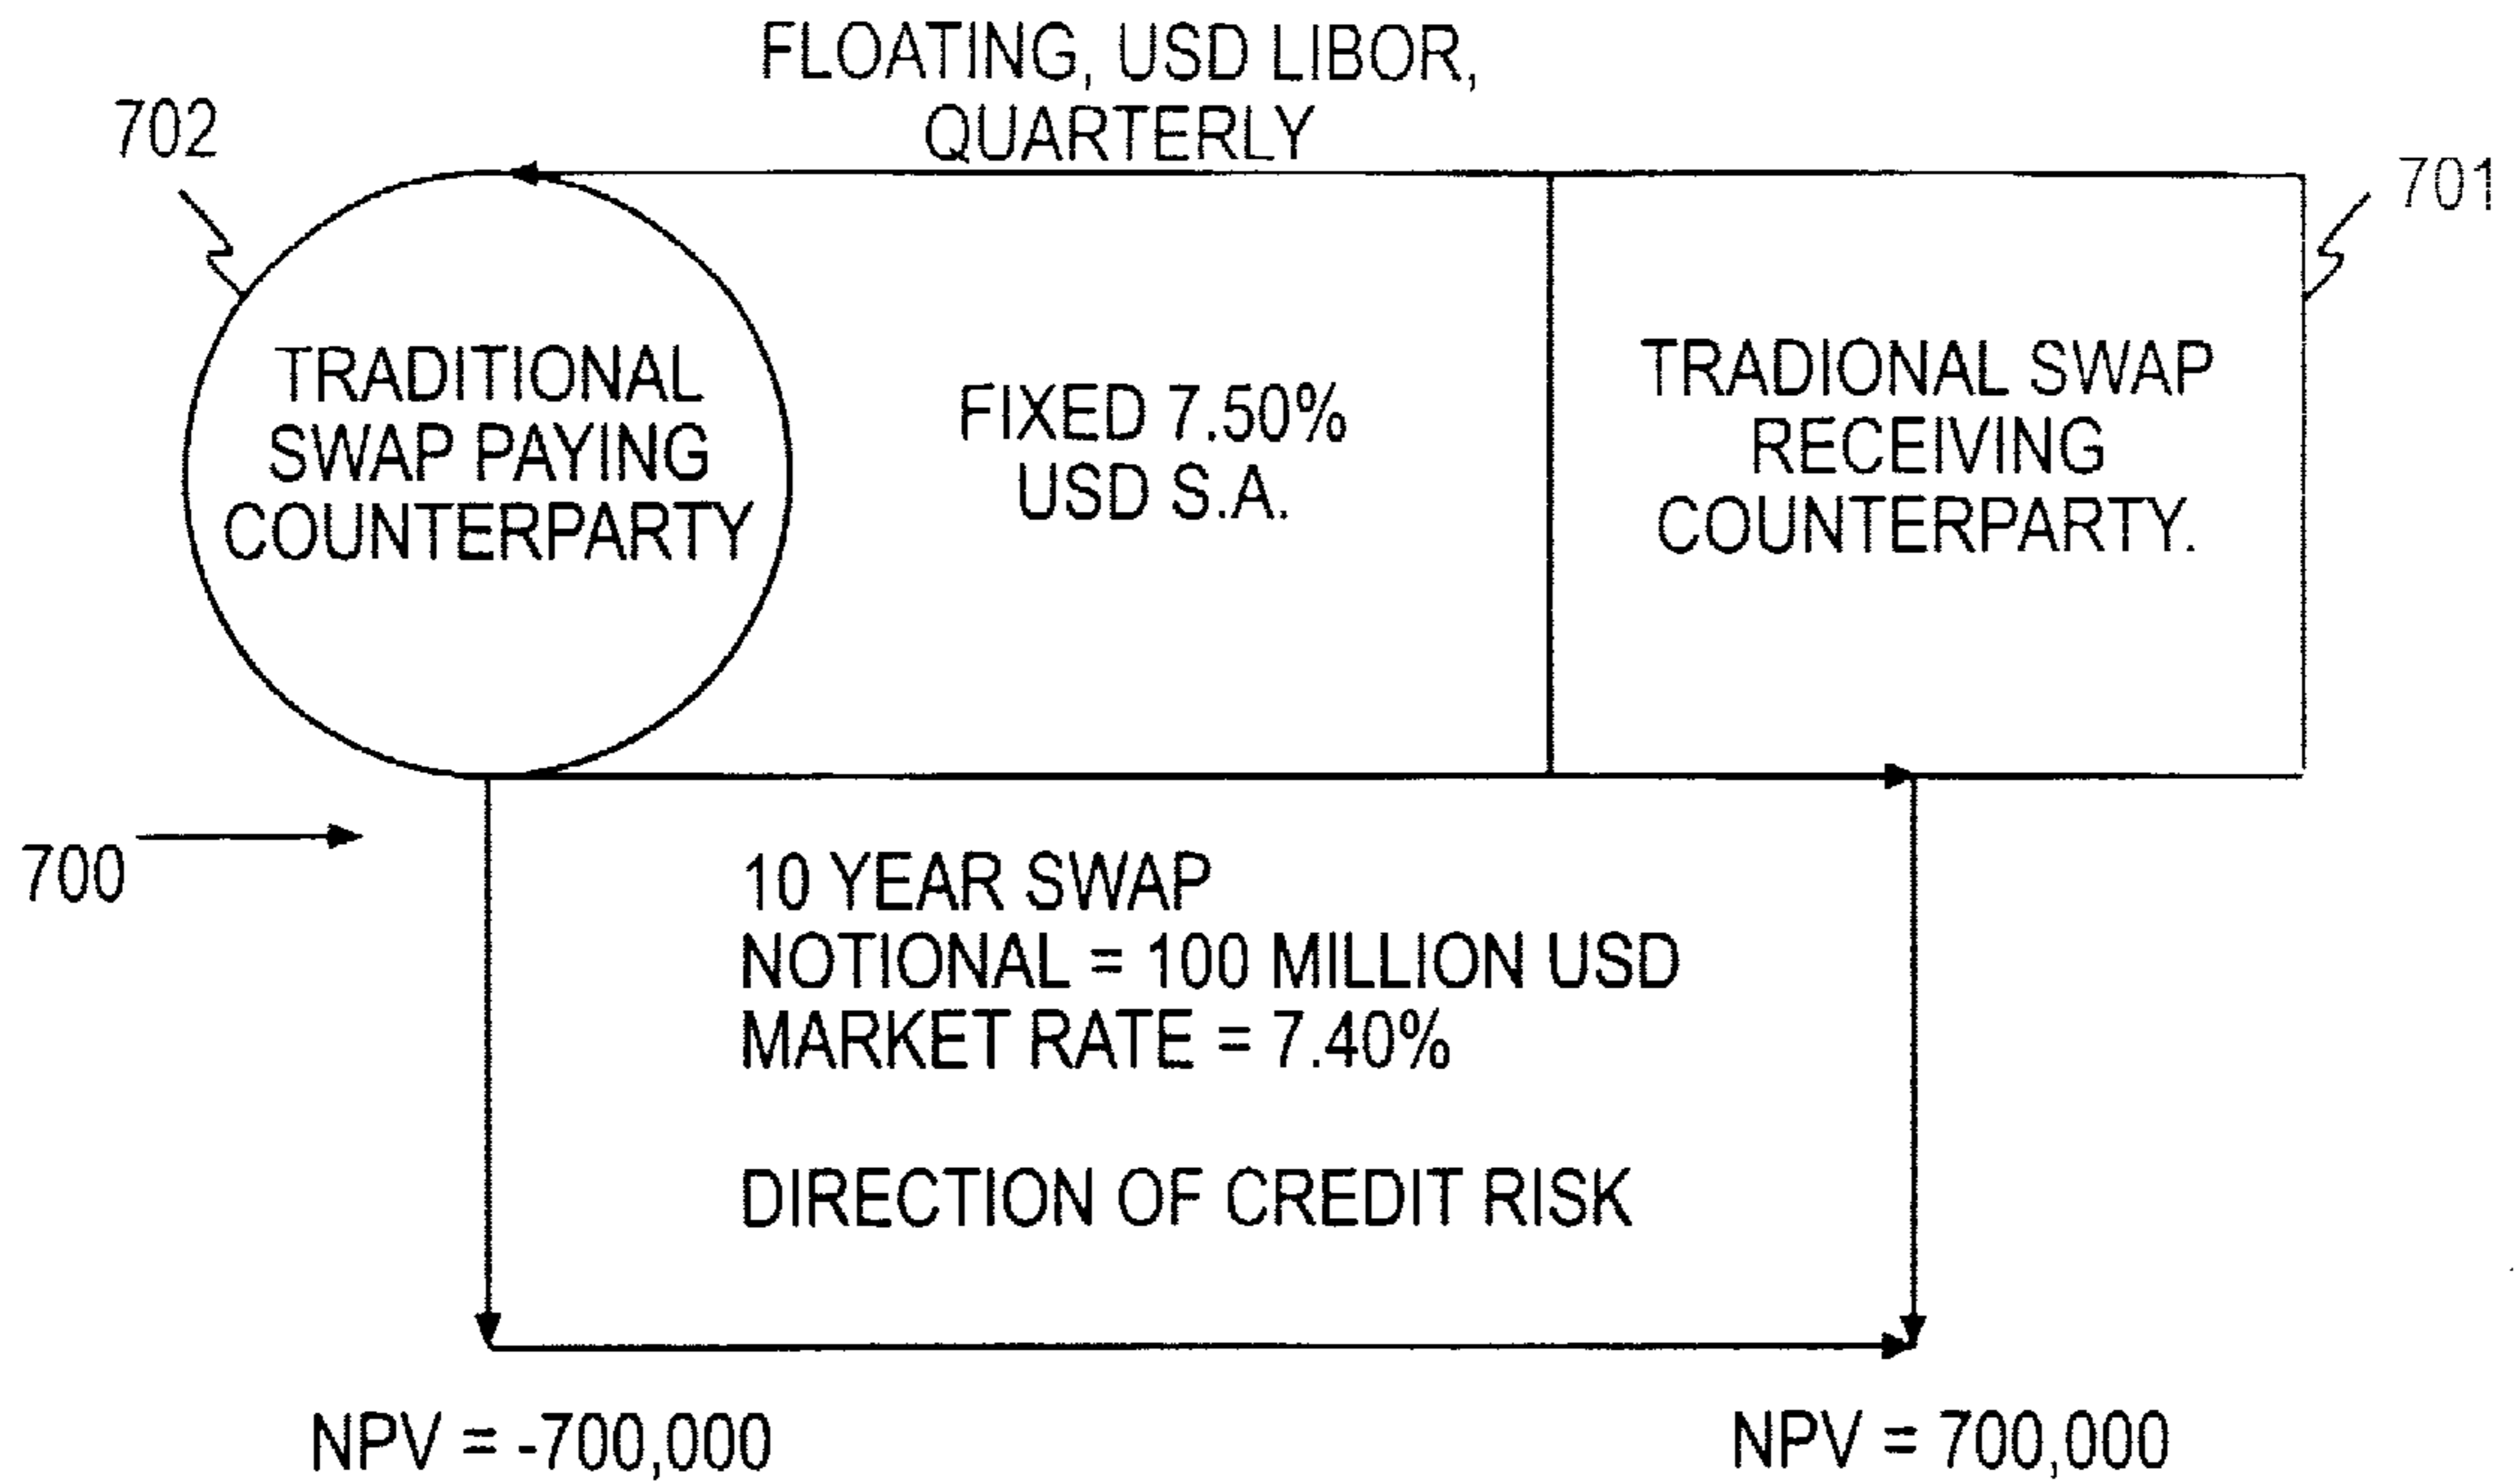 FLOATING, USD LIBOR,
QUARTERLY
702
701
TRADITIONAL
SWAP PAYING
COUNTERPARTY
FIXED 7.50%
USD S.A.
TRADIONAL SWAP
RECEIVING
COUNTERPARTY.
700
10 YEAR SWAP
NOTIONAL = 100 MILLION USD
MARKET RATE = 7.40%
DIRECTION OF CREDIT RISK
NPV = -700,000
NPV = 700,000